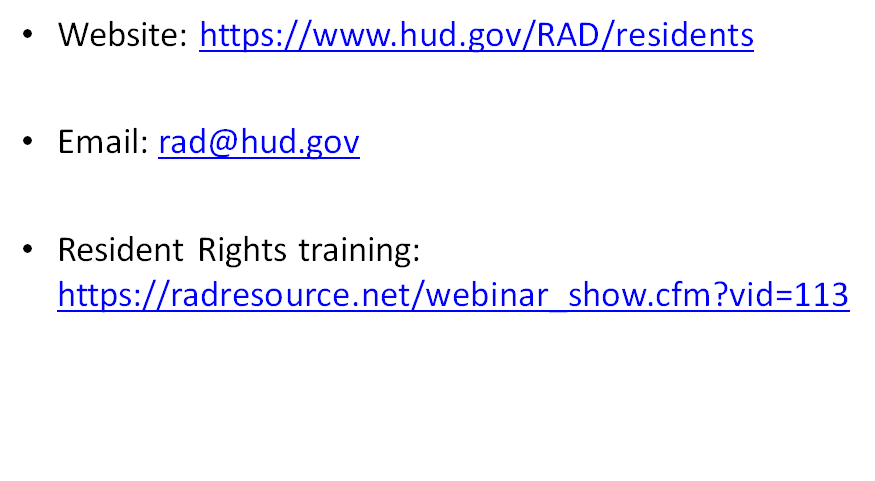 • Website: https://www.hud.gov/RAD/residents
• Email: rad@hud.gov
• Resident Rights training:
https://radresource.net/webinar_show.cfm?vid=113